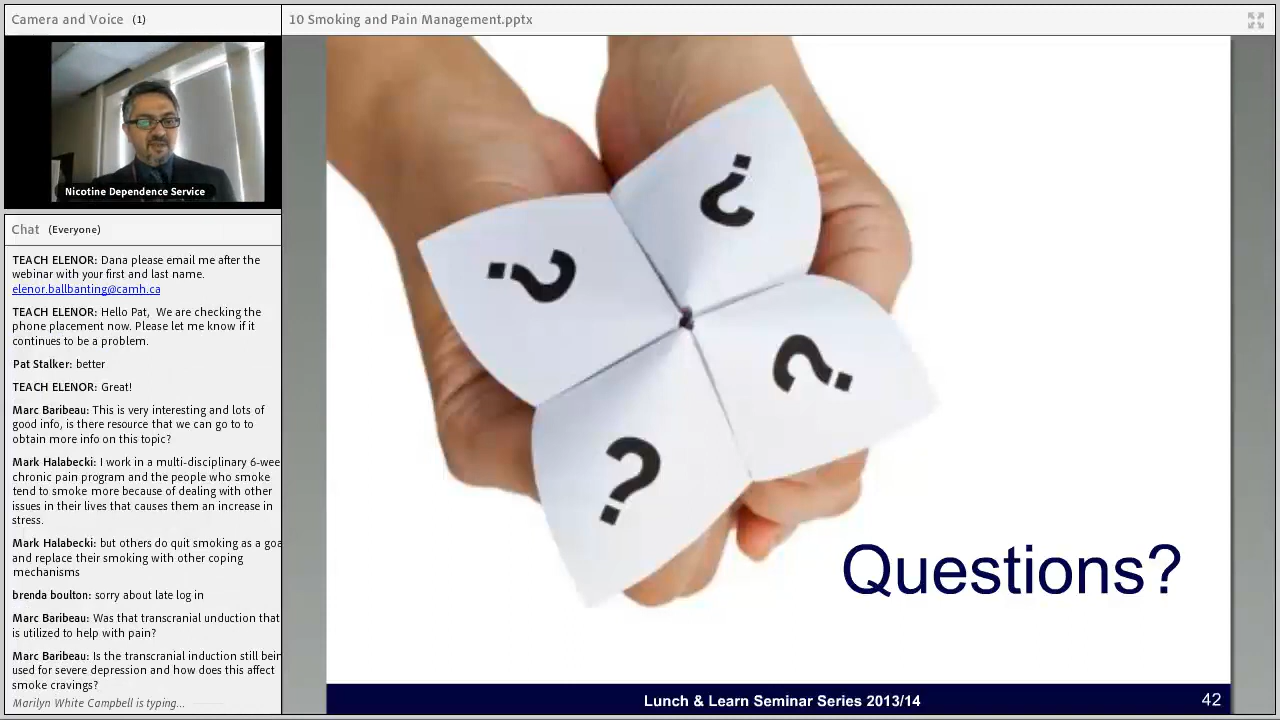 Camera and Voice (1)
10 Smoking and Pain Management.pptx
Nicotine Dependence Service
Chat (Everyone)
TEACH ELENOR: Dana please email me after the
webinar with your first and last name.
elenor.ballbanting@camh.ca
TEACH ELENOR: Hello Pat, We are checking the
phone placement now. Please let me know if it
continues to be a problem.
Pat Stalker: better
TEACH ELENOR: Great!
Marc Baribeau: This is very interesting and lots of
good info, is there resource that we can go to to
obtain more info on this topic?
Mark Halabecki: I work in a multi-disciplinary 6-wee
chronic pain program and the people who smoke
tend to smoke more because of dealing with other
issues in their lives that causes them an increase in
stress.
Mark Halabecki: but others do quit smoking as a goa
and replace their smoking with other coping
mechanisms
brenda boulton: sorry about late log in
Marc Baribeau: Was that transcranial unduction that
is utilized to help with pain?
Marc Baribeau: Is the transcranial induction still bein
used for severe depression and how does this affect
smoke cravings?
Marilyn White Campbell is typing...
?
?
?
?
Questions?
Lunch & Learn Seminar Series 2013/14
42